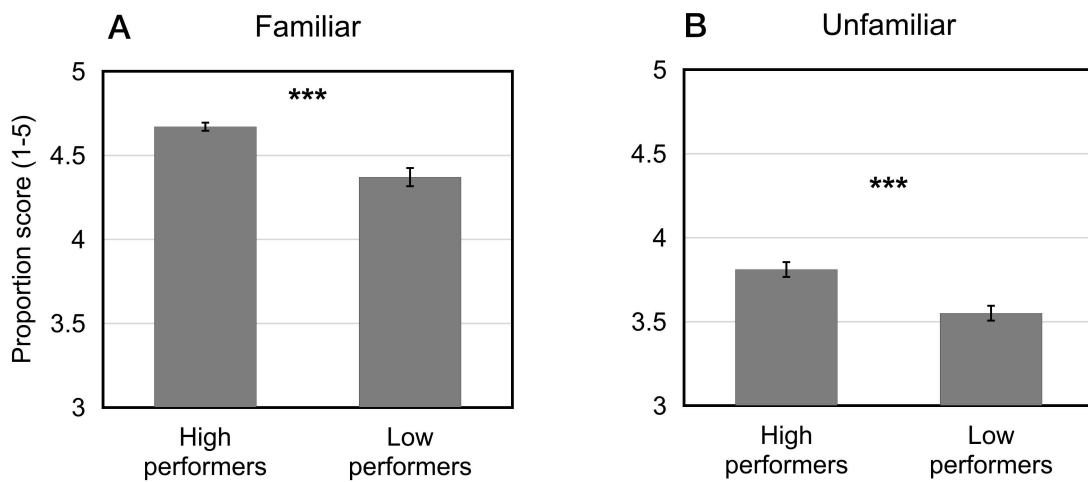 A
Familiar
Proportion score (1-5)
5
4.5
4
3.5
3
***
High
performers
Low
performers
B
Unfamiliar
5
4.5
4
3.5
3
***
High
performers
Low
performers